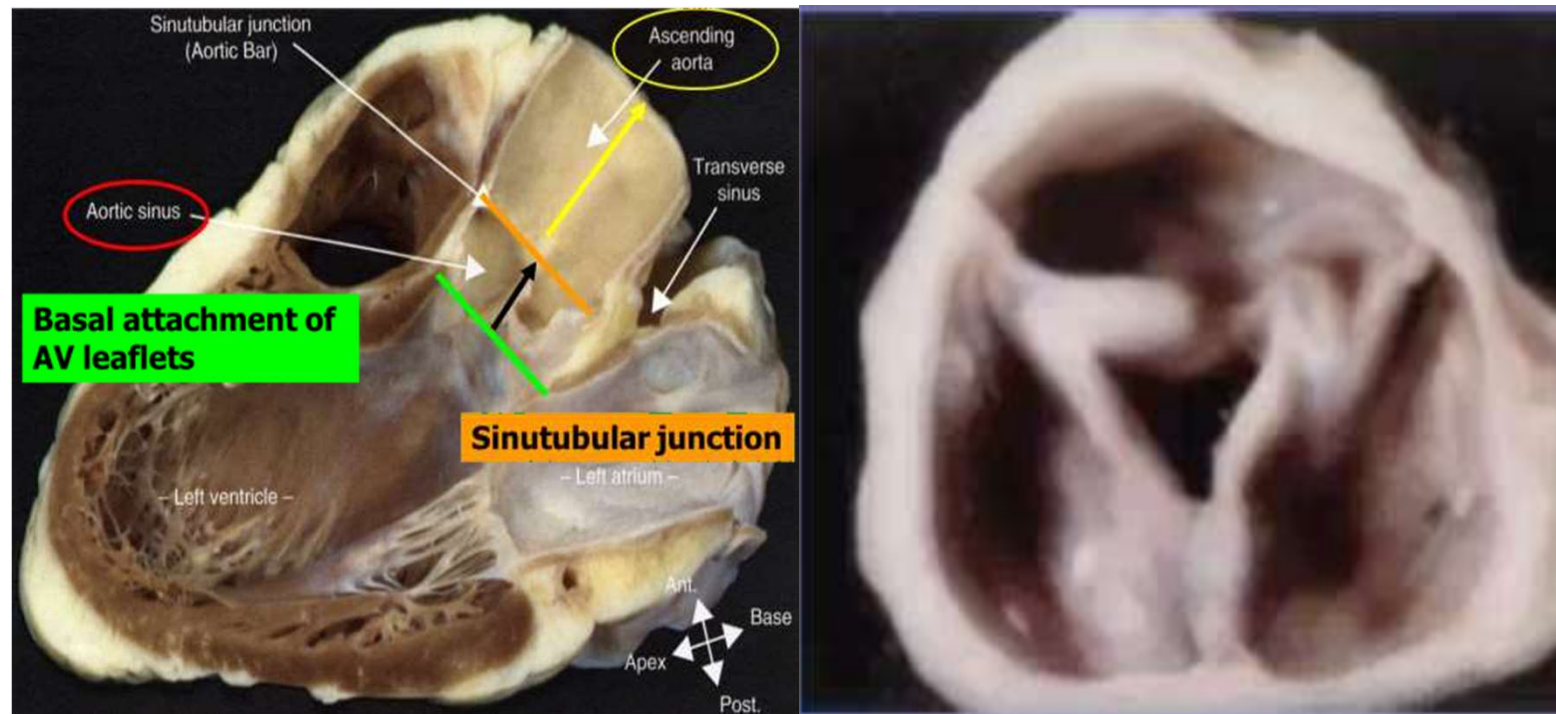 Sinutubular junction
(Aortic Bar)
Ascending
aorta
Transverse
sinus
Aortic sinus
Basal attachment of
AV leaflets
Sinutubular junction
– Left atrium –
– Left ventricle –
Ant.
Base
Apex
Post.